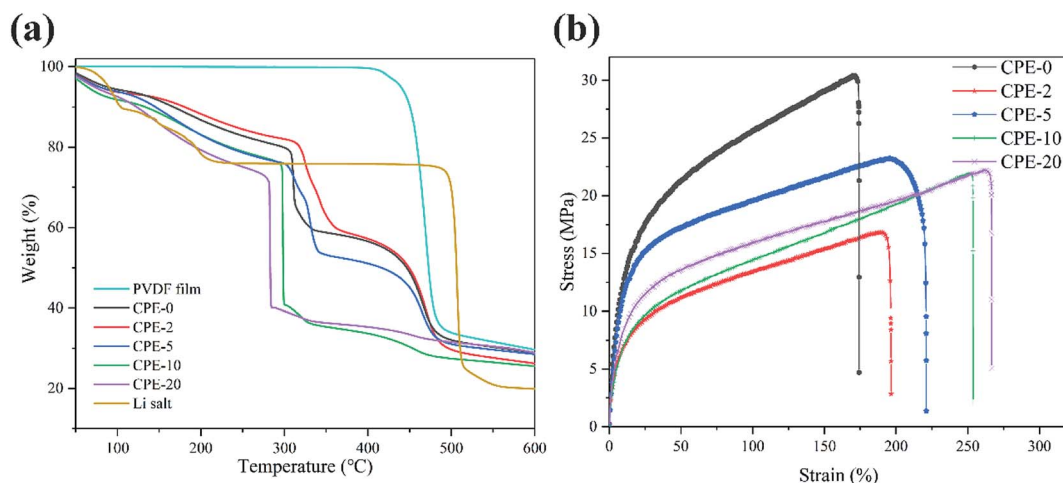 (a)
100
80
60
40
20
Weight (%)
PVDF film
CPE-0
CPE-2
CPE-5
CPE-10
CPE-20
Li salt
100 200 300 400 500 600
Temperature (℃)
(b)
30
25
20
15
10
5
0
Stress (MPa)
CPE-0
CPE-2
CPE-5
CPE-10
CPE-20
0 50 100 150 200 250 300
Strain (%)